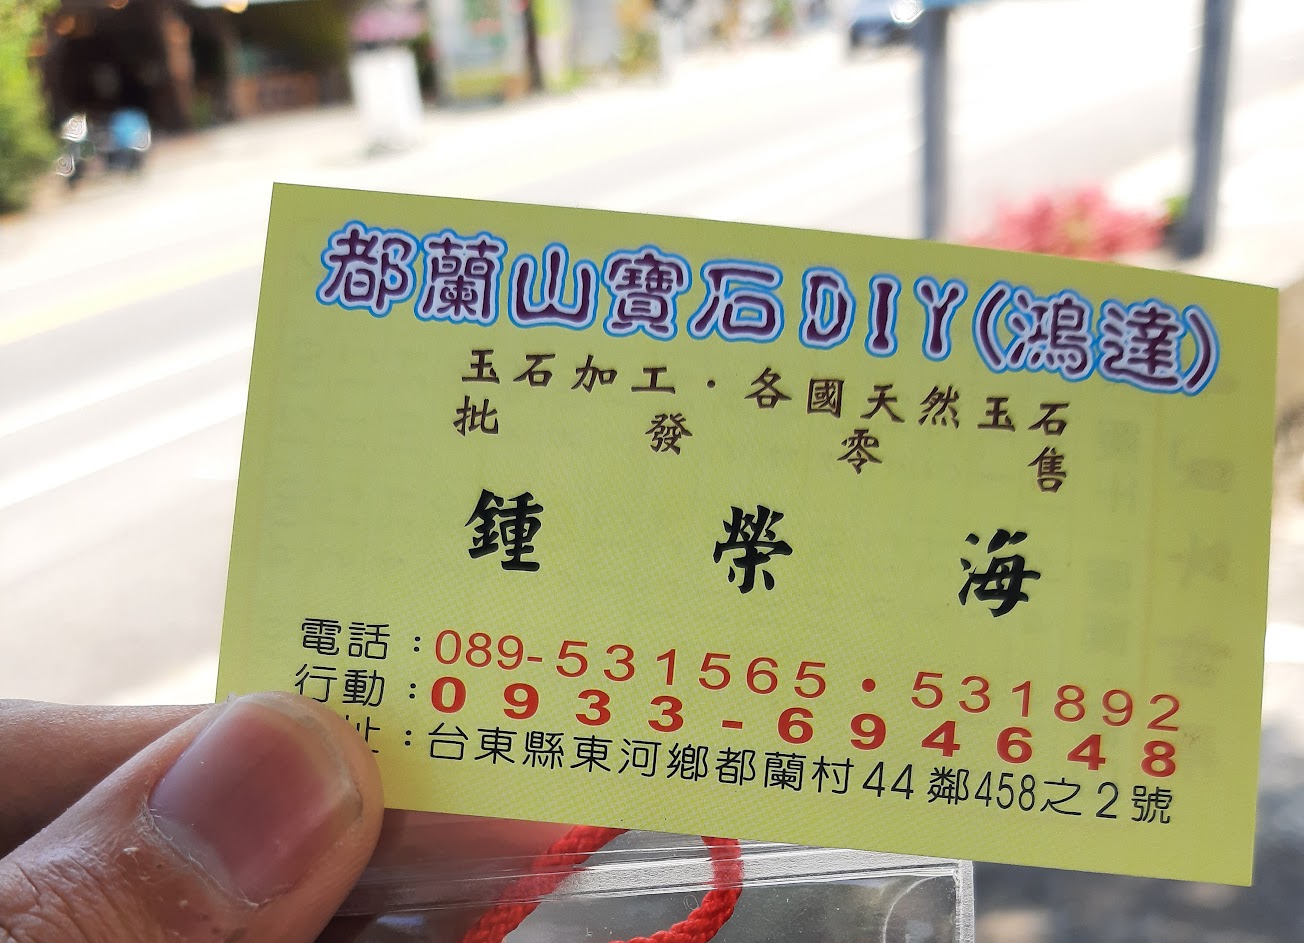 都蘭山寶石DIY(鴻達)
玉石加工·各國天然玉石
批發零售
鍾榮海
電話：089-531565·531892
行動：0933-694648
址：台東縣東河鄉都蘭村44鄰458之2號